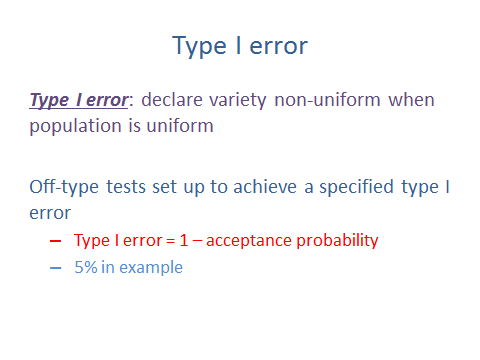 Type I error
Type I error: declare variety non-uniform when
population is uniform
Off-type tests set up to achieve a specified type I
error
– Type I error = 1 – acceptance probability
– 5% in example